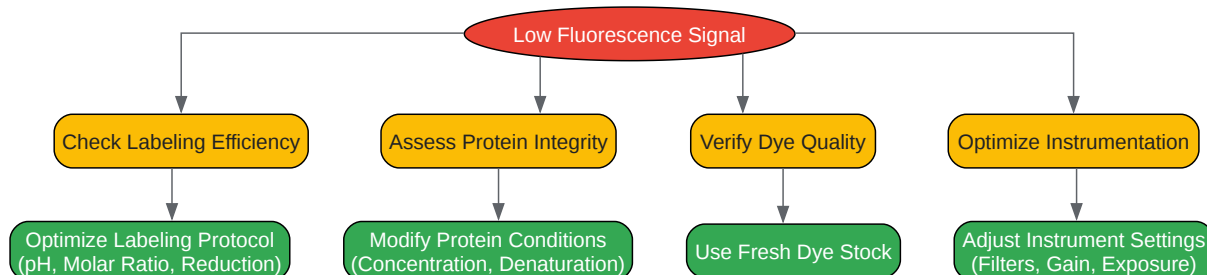 Low Fluorescence Signal
Check Labeling Efficiency
Assess Protein Integrity
Verify Dye Quality
Optimize Instrumentation
Optimize Labeling Protocol
(pH, Molar Ratio, Reduction)
Modify Protein Conditions
(Concentration, Denaturation)
Use Fresh Dye Stock
Adjust Instrument Settings
(Filters, Gain, Exposure)